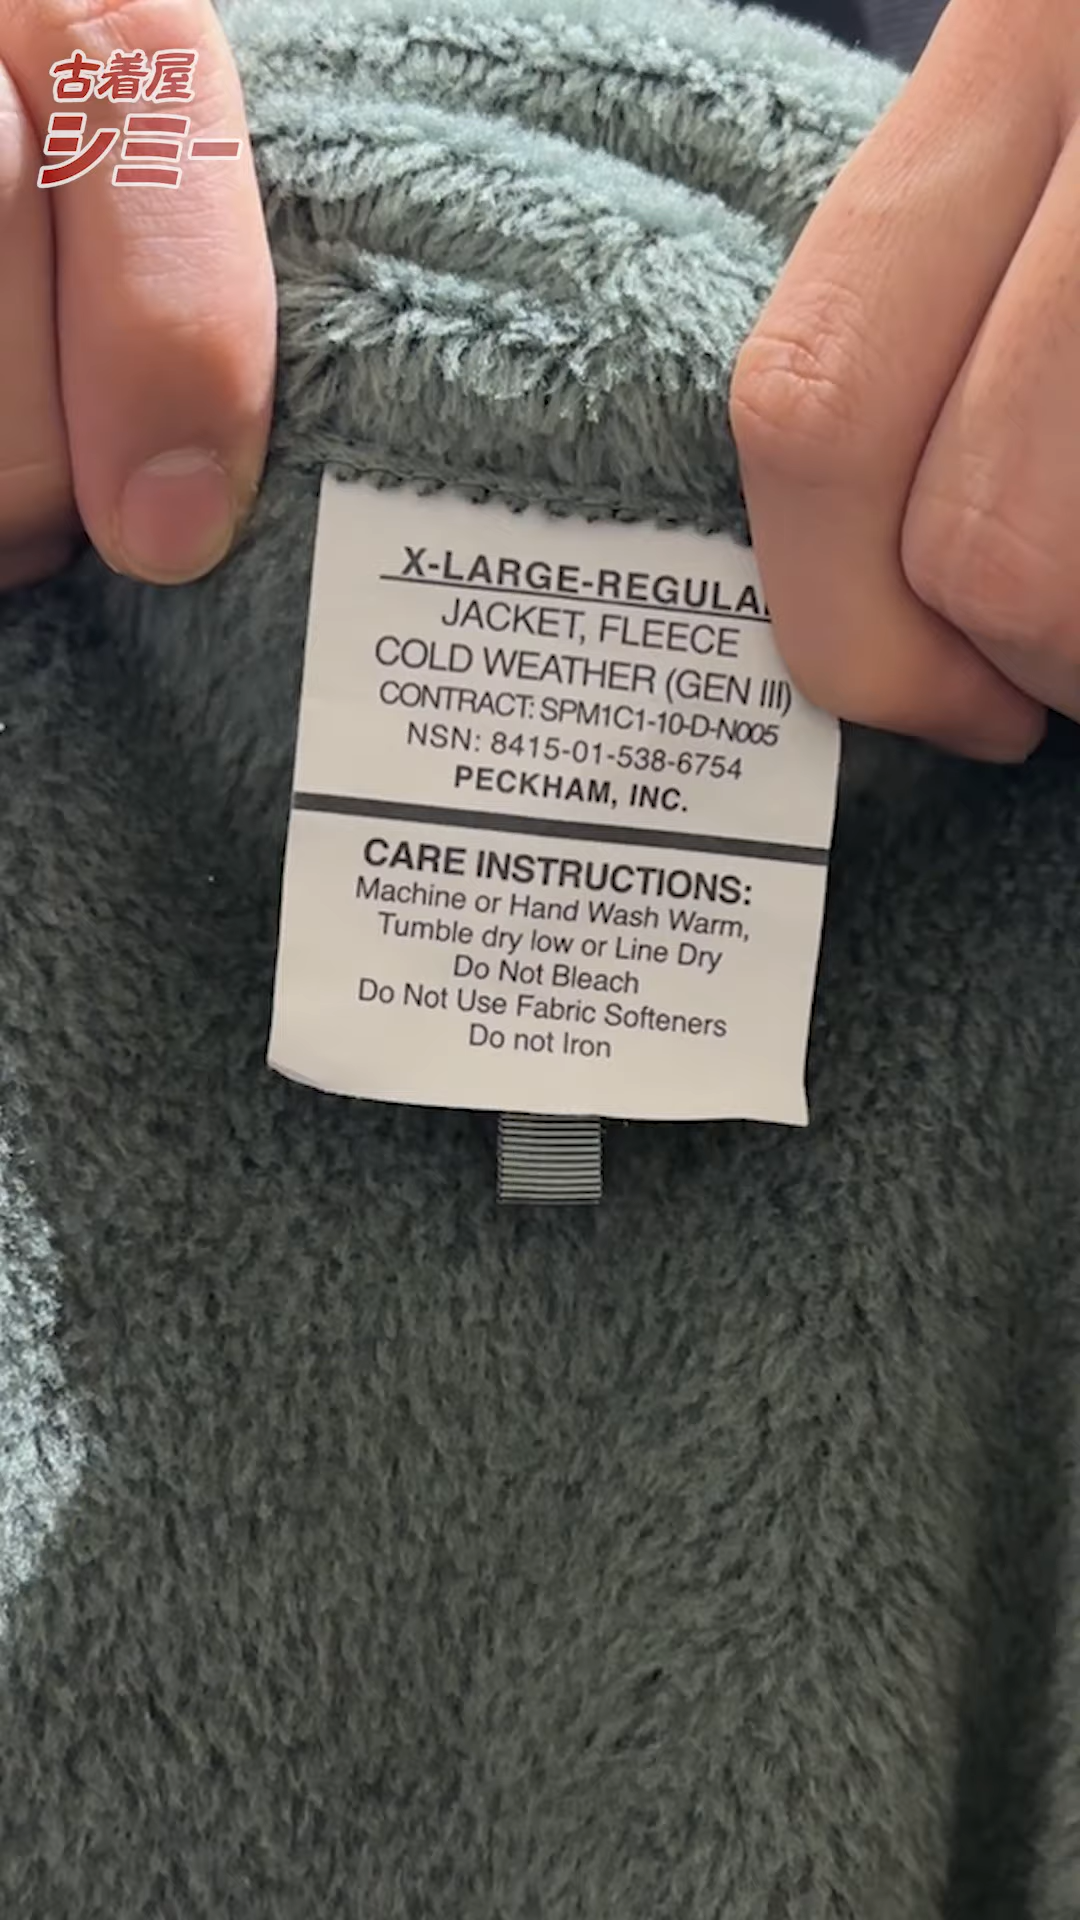 古着屋
シミー
X-LARGE-REGULA
JACKET, FLEECE
COLD WEATHER (GEN III)
CONTRACT: SPM1C1-10-D-N005
NSN: 8415-01-538-6754
PECKHAM, INC.
CARE INSTRUCTIONS:
Machine or Hand Wash Warm,
Tumble dry low or Line Dry
Do Not Bleach
Do Not Use Fabric Softeners
Do not Iron